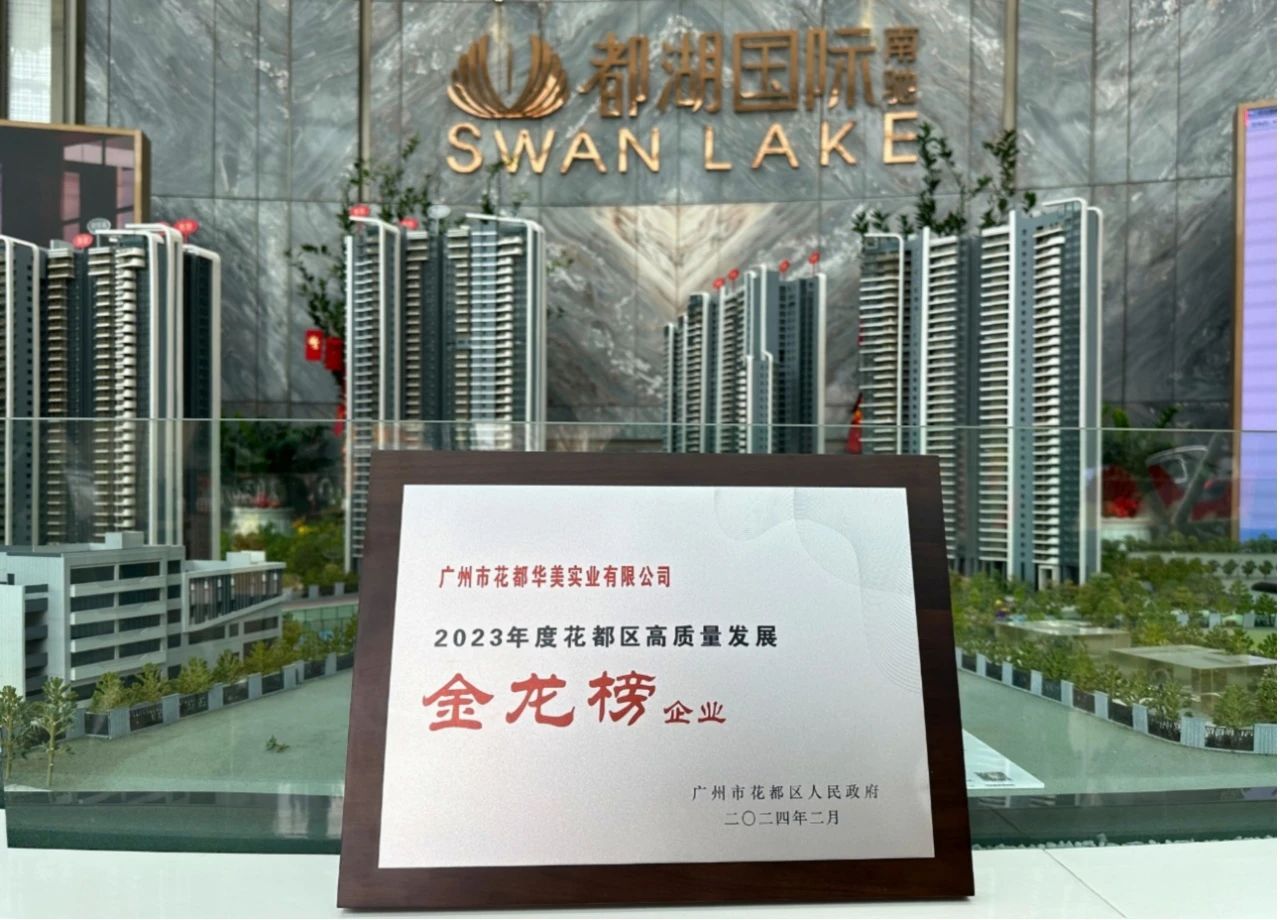 都湖国际
南驰
SWAN LAKE
广州市花都华美实业有限公司
2023年度花都区高质量发展
金龙榜企业
广州市花都区人民政府
二〇二四年二月